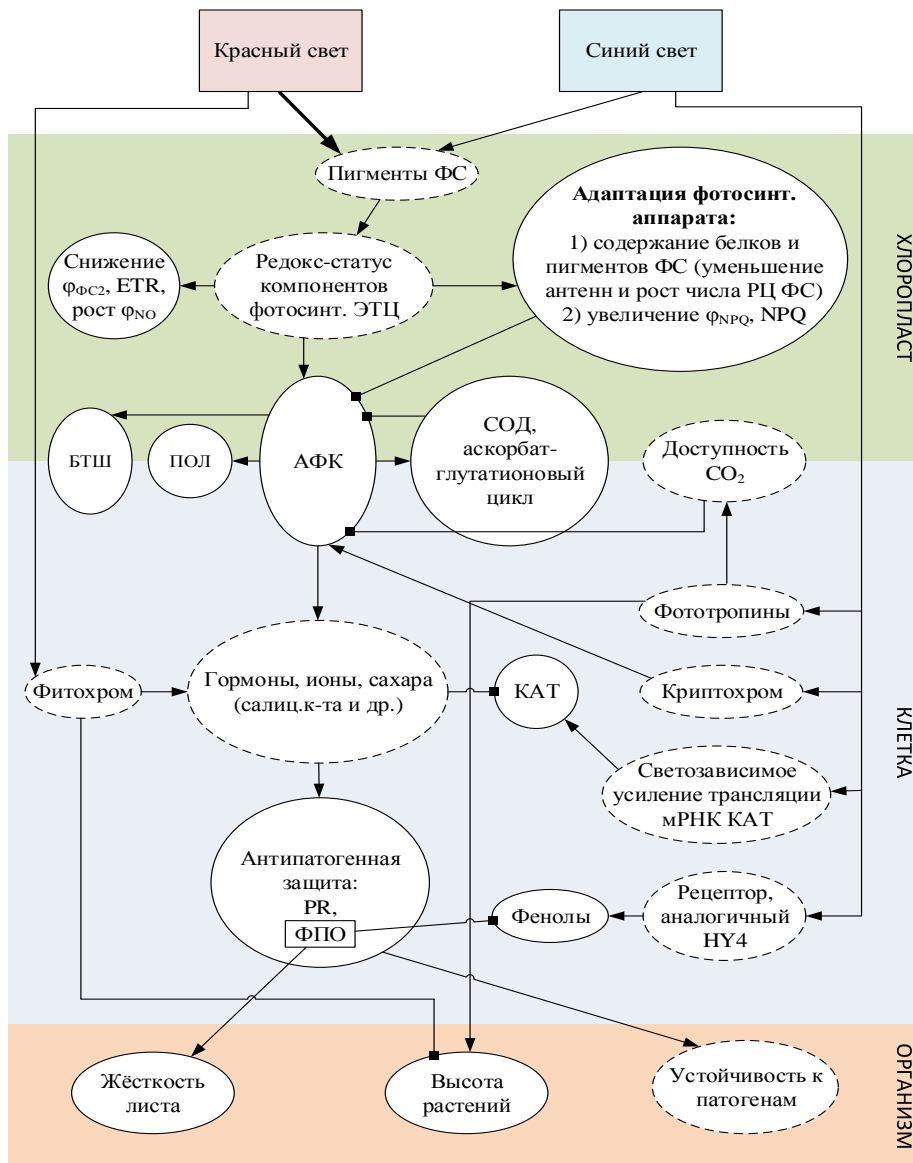 Красный свет
Синий свет
Пигменты ФС
Адаптация фотосинт.
аппарата:
1) содержание белков и
пигментов ФС (уменьшение
антенн и рост числа РЦ ФС)
2) увеличение φNPQ, NPQ
Снижение
φФС2, ETR,
рост φNO
Редокс-статус
компонентов
фотосинт. ЭТЦ
ХЛОРОПЛАСТ
БТШ
ПОЛ
АФК
СОД,
аскорбат-
глутатионовый
цикл
Доступность
CO₂
Фототропины
Фитохром
Гормоны, ионы, сахара
(салиц.к-та и др.)
КАТ
Криптохром
КЛЕТКА
Светозависимое
усиление трансляции
мРНК КАТ
Антипатогенная
защита:
PR,
ФПО
Фенолы
Рецептор,
аналогичный
HY4
Жёсткость
листа
Высота
растений
Устойчивость к
патогенам
ОРГАНИЗМ